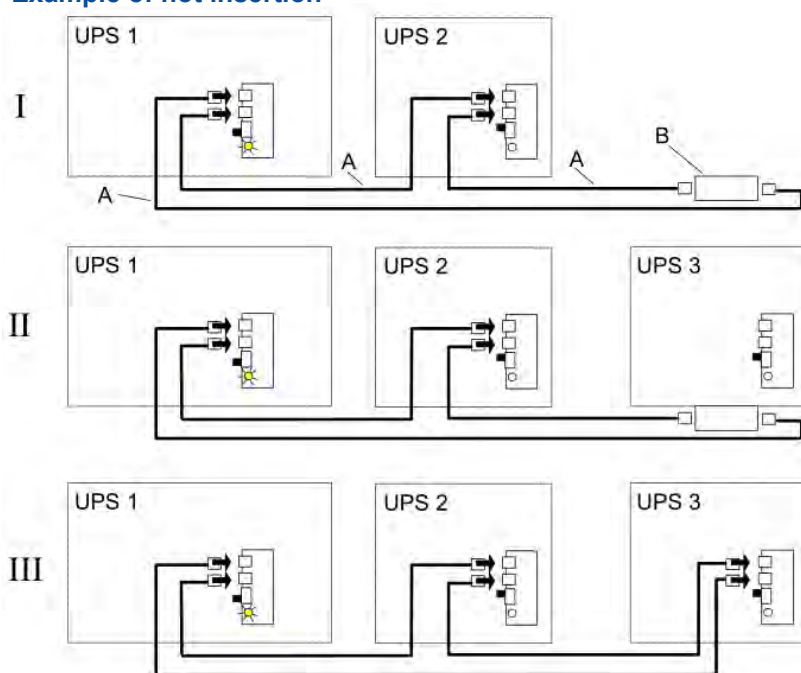 Example of hot insertion
I
UPS 1
UPS 2
A
A
A
B
II
UPS 1
UPS 2
UPS 3
III
UPS 1
UPS 2
UPS 3